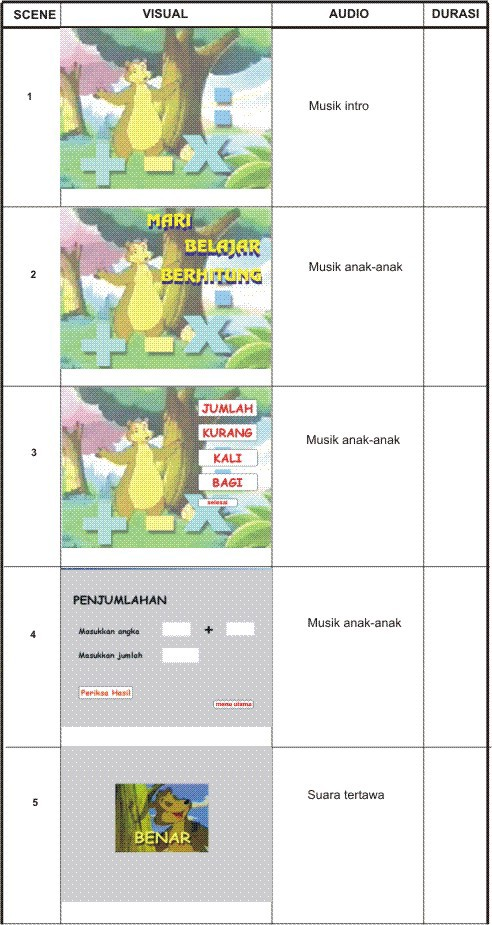 SCENE VISUAL AUDIO DURASI
1
Musik intro
MARI
BELAJAR
BERHITUNG
2
Musik anak-anak
JUMLAH
KURANG
KALI
BAGI
selesai
3
Musik anak-anak
PENJUMLAHAN
Masukkan angka +
Masukkan jumlah
Periksa Hasil
menu utama
4
Musik anak-anak
5
BENAR
Suara tertawa